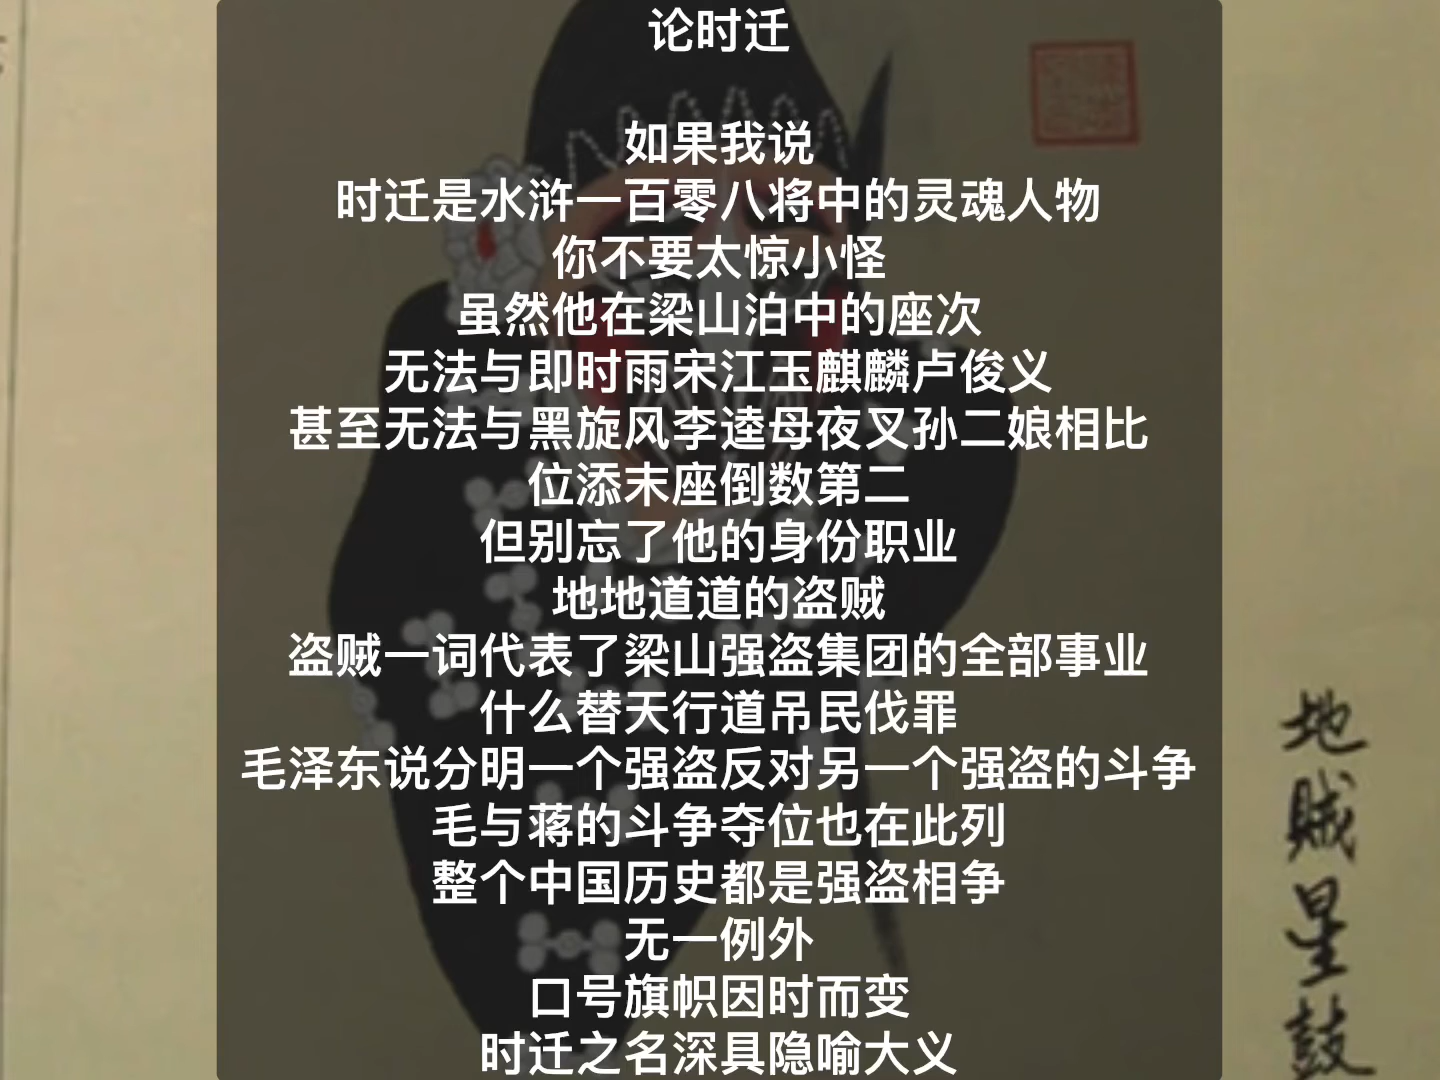 论时迁
如果我说
时迁是水浒一百零八将中的灵魂人物
你不要太惊小怪
虽然他在梁山泊中的座次
无法与即时雨宋江玉麒麟卢俊义
甚至无法与黑旋风李逵母夜叉孙二娘相比
位添末座倒数第二
但别忘了他的身份职业
地地道道的盗贼
盗贼一词代表了梁山强盗集团的全部事业
什么替天行道吊民伐罪
毛泽东说分明一个强盗反对另一个强盗的斗争
毛与蒋的斗争夺位也在此列
整个中国历史都是强盗相争
无一例外
口号旗帜因时而变
时迁之名深具隐喻大义
地贼星鼓